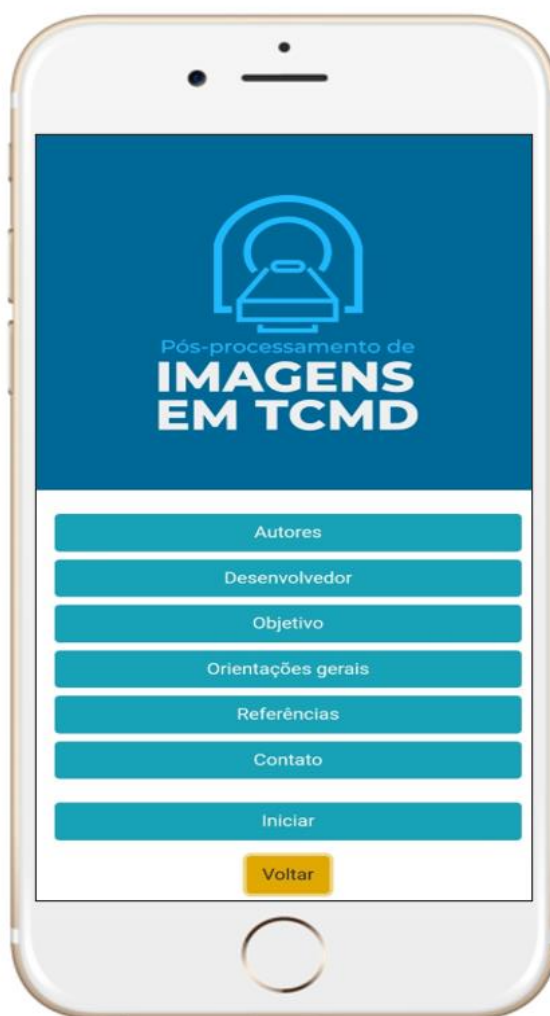 Pós-processamento de
IMAGENS
EM TCMD
Autores
Desenvolvedor
Objetivo
Orientações gerais
Referências
Contato
Iniciar
Voltar